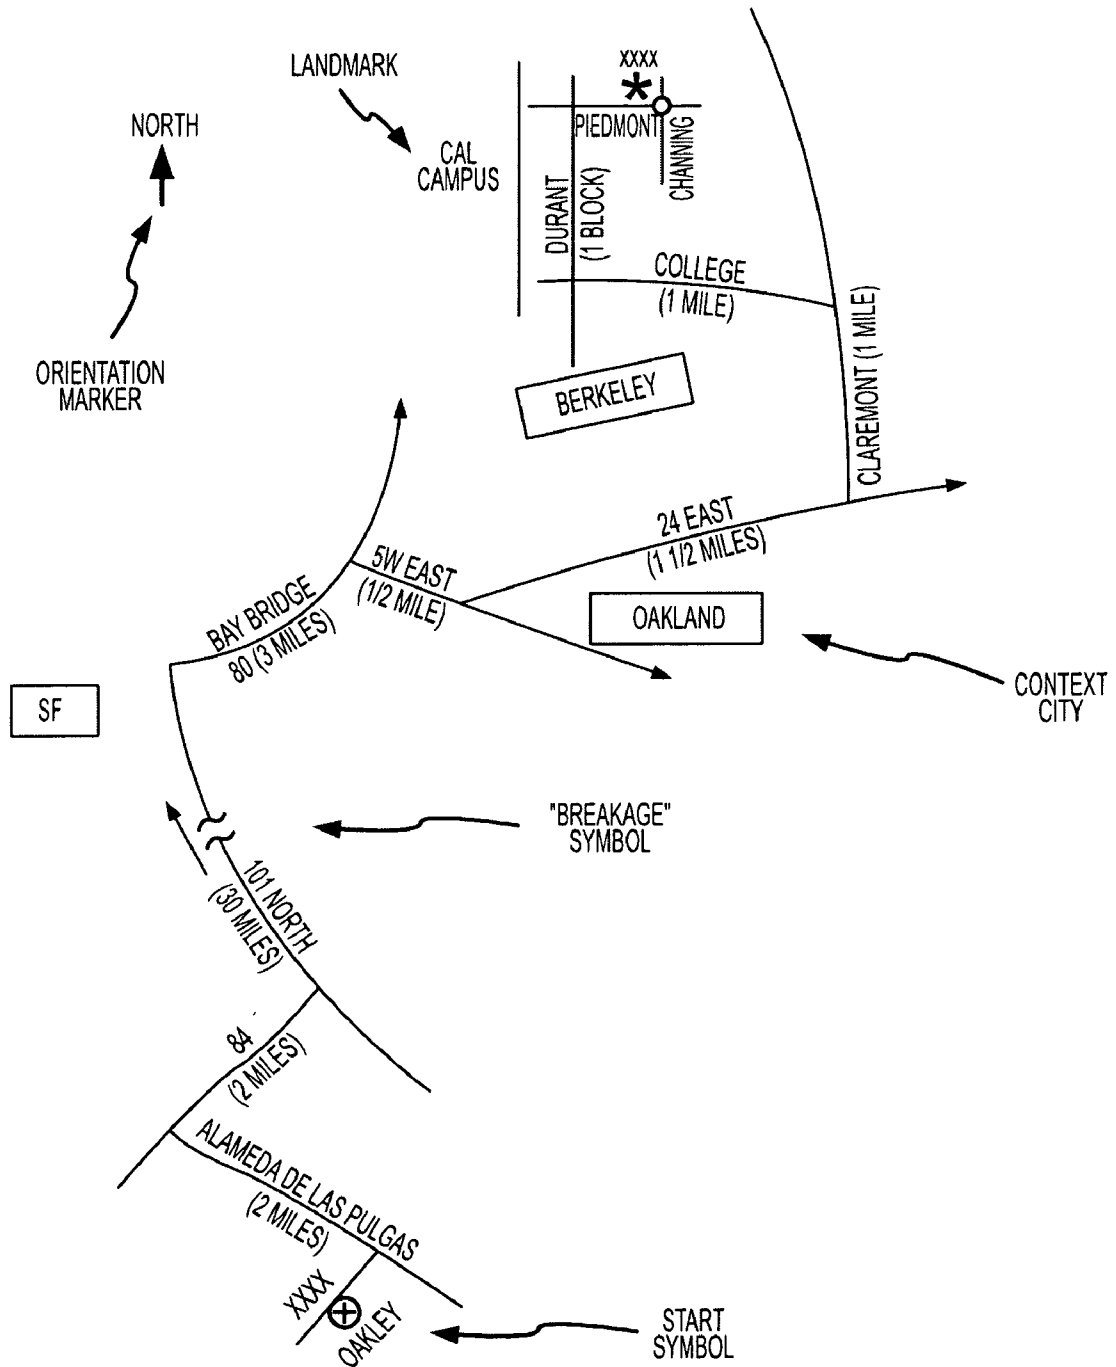 XXXX
LANDMARK
NORTH
PIEDMONT
CHANNING
CAL
CAMPUS
DURANT
(1 BLOCK)
COLLEGE
(1 MILE)
CLAREMONT (1 MILE)
ORIENTATION
MARKER
BERKELEY
24 EAST
(1 1/2 MILES)
5W EAST
(1/2 MILE)
BAY BRIDGE
80 (3 MILES)
OAKLAND
CONTEXT
CITY
SF
"BREAKAGE"
SYMBOL
101 NORTH
(30 MILES)
84
(2 MILES)
ALAMEDA DE LAS PULGAS
(2 MILES)
XXXX
OAKLEY
START
SYMBOL